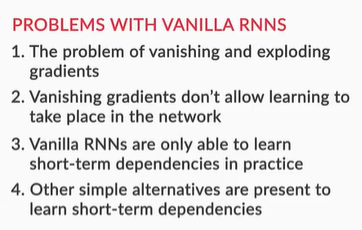 PROBLEMS WITH VANILLA RNNS
1. The problem of vanishing and exploding
gradients
2. Vanishing gradients don't allow learning to
take place in the network
3. Vanilla RNNs are only able to learn
short-term dependencies in practice
4. Other simple alternatives are present to
learn short-term dependencies